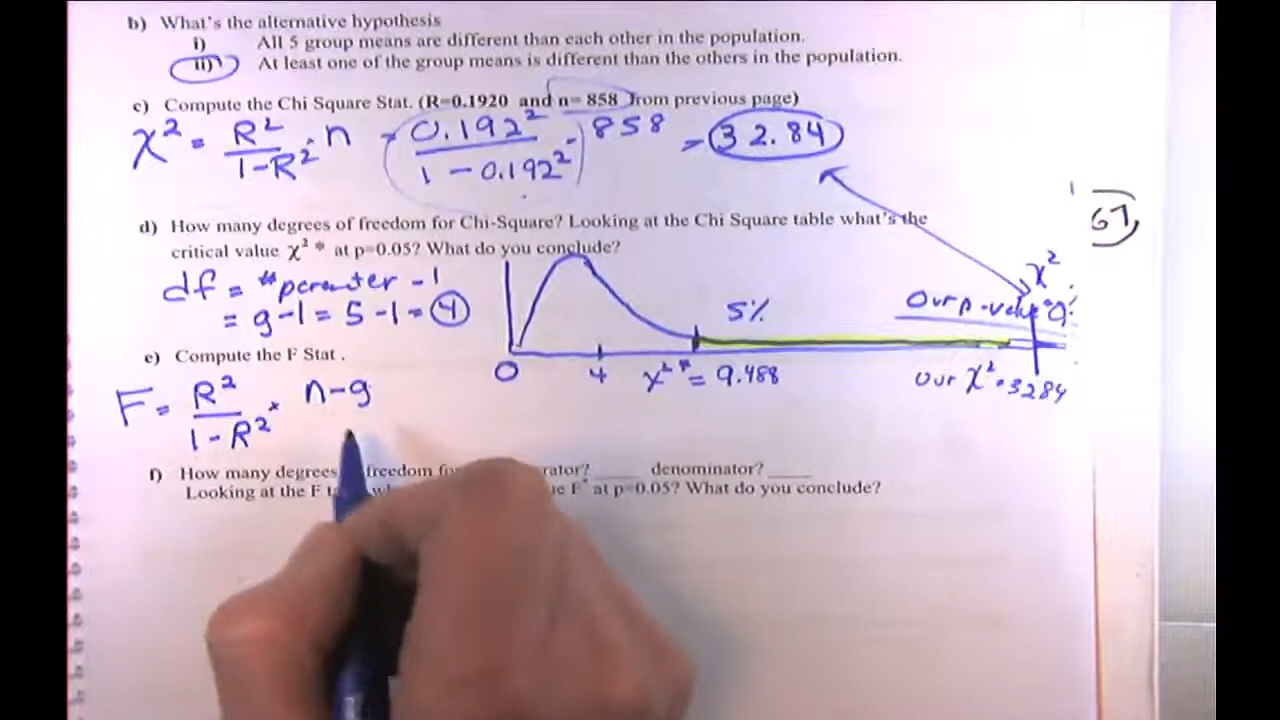 b) What's the alternative hypothesis
i) All 5 group means are different than each other in the population.
ii) At least one of the group means is different than the others in the population.
c) Compute the Chi Square Stat. (R=0.1920 and n= 858 from previous page)
χ² = R² / 1-R² · n = 0.192² / 1 - 0.192² · 858 = 32.84
67
d) How many degrees of freedom for Chi-Square? Looking at the Chi Square table what's the
critical value χ² * at p=0.05? What do you conclude?
df = # -1
= g-1 = 5-1 = 4
5%
χ²
Our p-value
0 4 χ²* = 9.488
Our χ² = 3284
e) Compute the F Stat .
F = R² / 1-R² * n-g
f) How many degrees freedom denominator?
Looking at the F at p=0.05? What do you conclude?